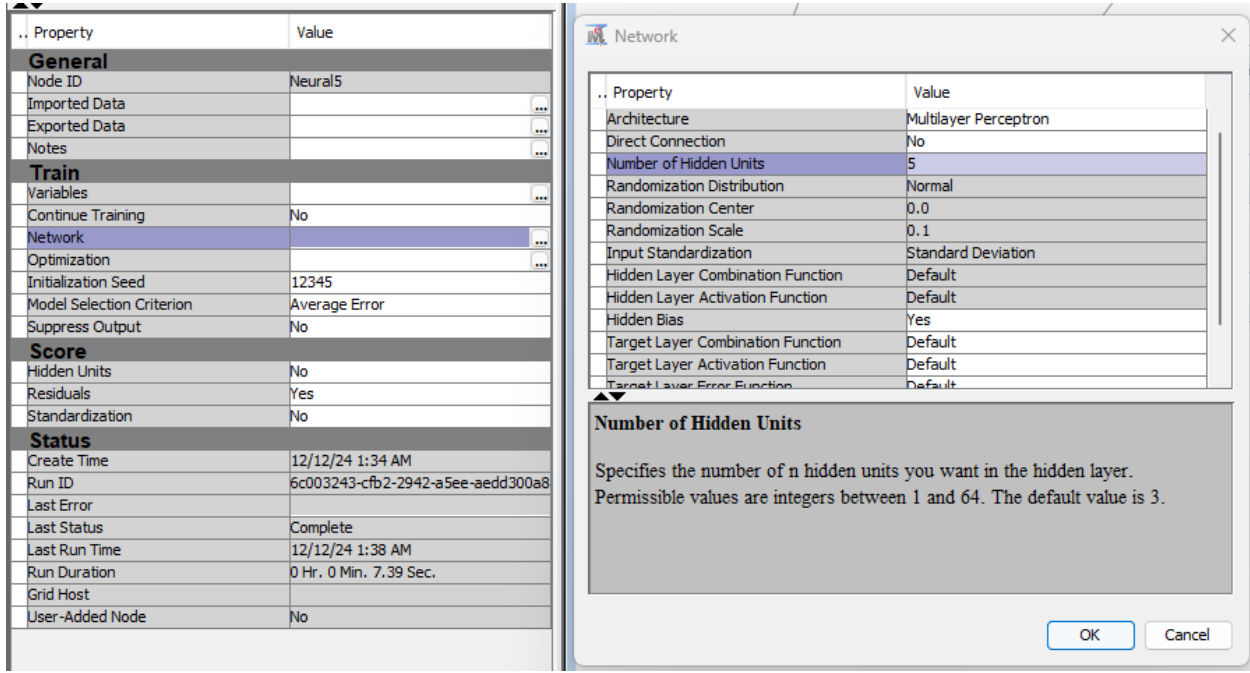 .. Property Value
General
Node ID Neural5
Imported Data ...
Exported Data ...
Notes ...
Train
Variables ...
Continue Training No
Network ...
Optimization ...
Initialization Seed 12345
Model Selection Criterion Average Error
Suppress Output No
Score
Hidden Units No
Residuals Yes
Standardization No
Status
Create Time 12/12/24 1:34 AM
Run ID 6c003243-cfb2-2942-a5ee-aedd300a8
Last Error
Last Status Complete
Last Run Time 12/12/24 1:38 AM
Run Duration 0 Hr. 0 Min. 7.39 Sec.
Grid Host
User-Added Node No
Network
.. Property Value
Architecture Multilayer Perceptron
Direct Connection No
Number of Hidden Units 5
Randomization Distribution Normal
Randomization Center 0.0
Randomization Scale 0.1
Input Standardization Standard Deviation
Hidden Layer Combination Function Default
Hidden Layer Activation Function Default
Hidden Bias Yes
Target Layer Combination Function Default
Target Layer Activation Function Default
Target Layer Error Function Default
Number of Hidden Units
Specifies the number of n hidden units you want in the hidden layer.
Permissible values are integers between 1 and 64. The default value is 3.
OK Cancel